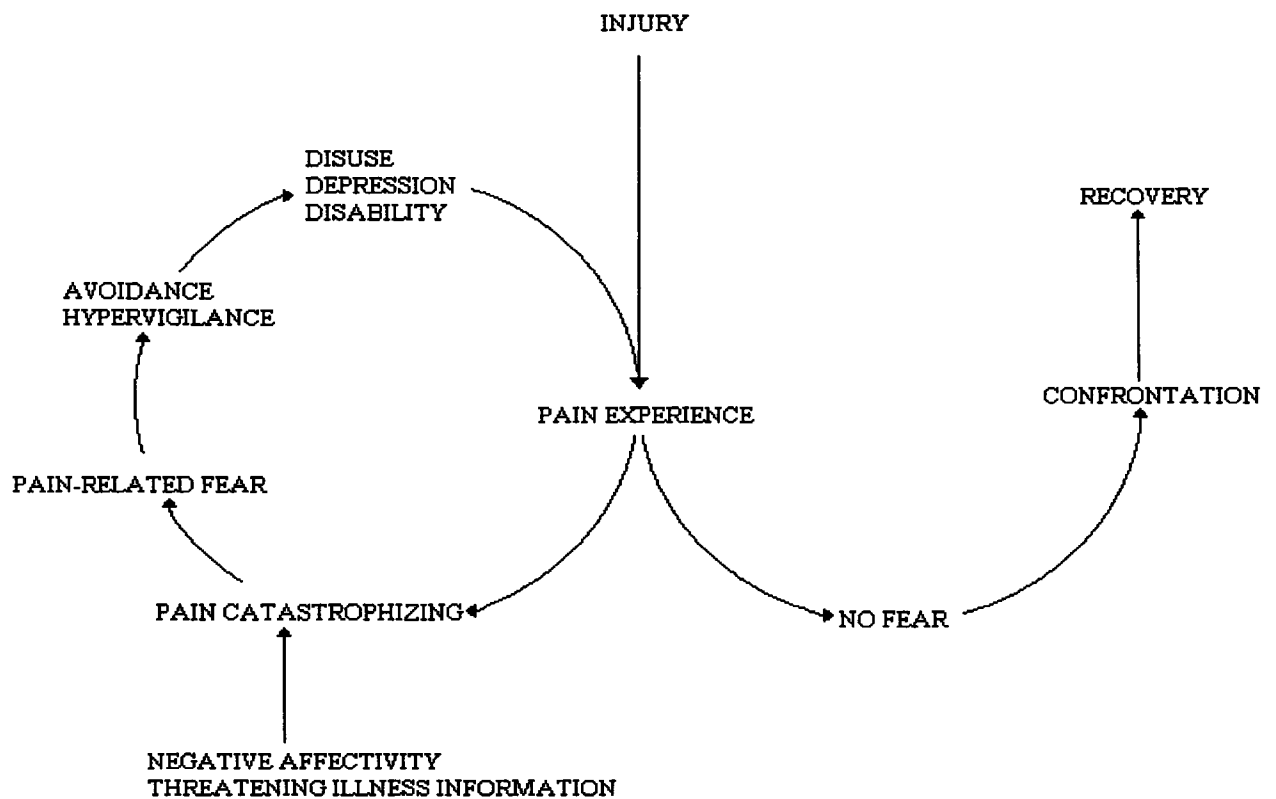 INJURY
DISUSE
DEPRESSION
DISABILITY
RECOVERY
AVOIDANCE
HYPERVIGILANCE
CONFRONTATION
PAIN EXPERIENCE
PAIN-RELATED FEAR
PAIN CATASTROPHIZING
NO FEAR
NEGATIVE AFFECTIVITY
THREATENING ILLNESS INFORMATION